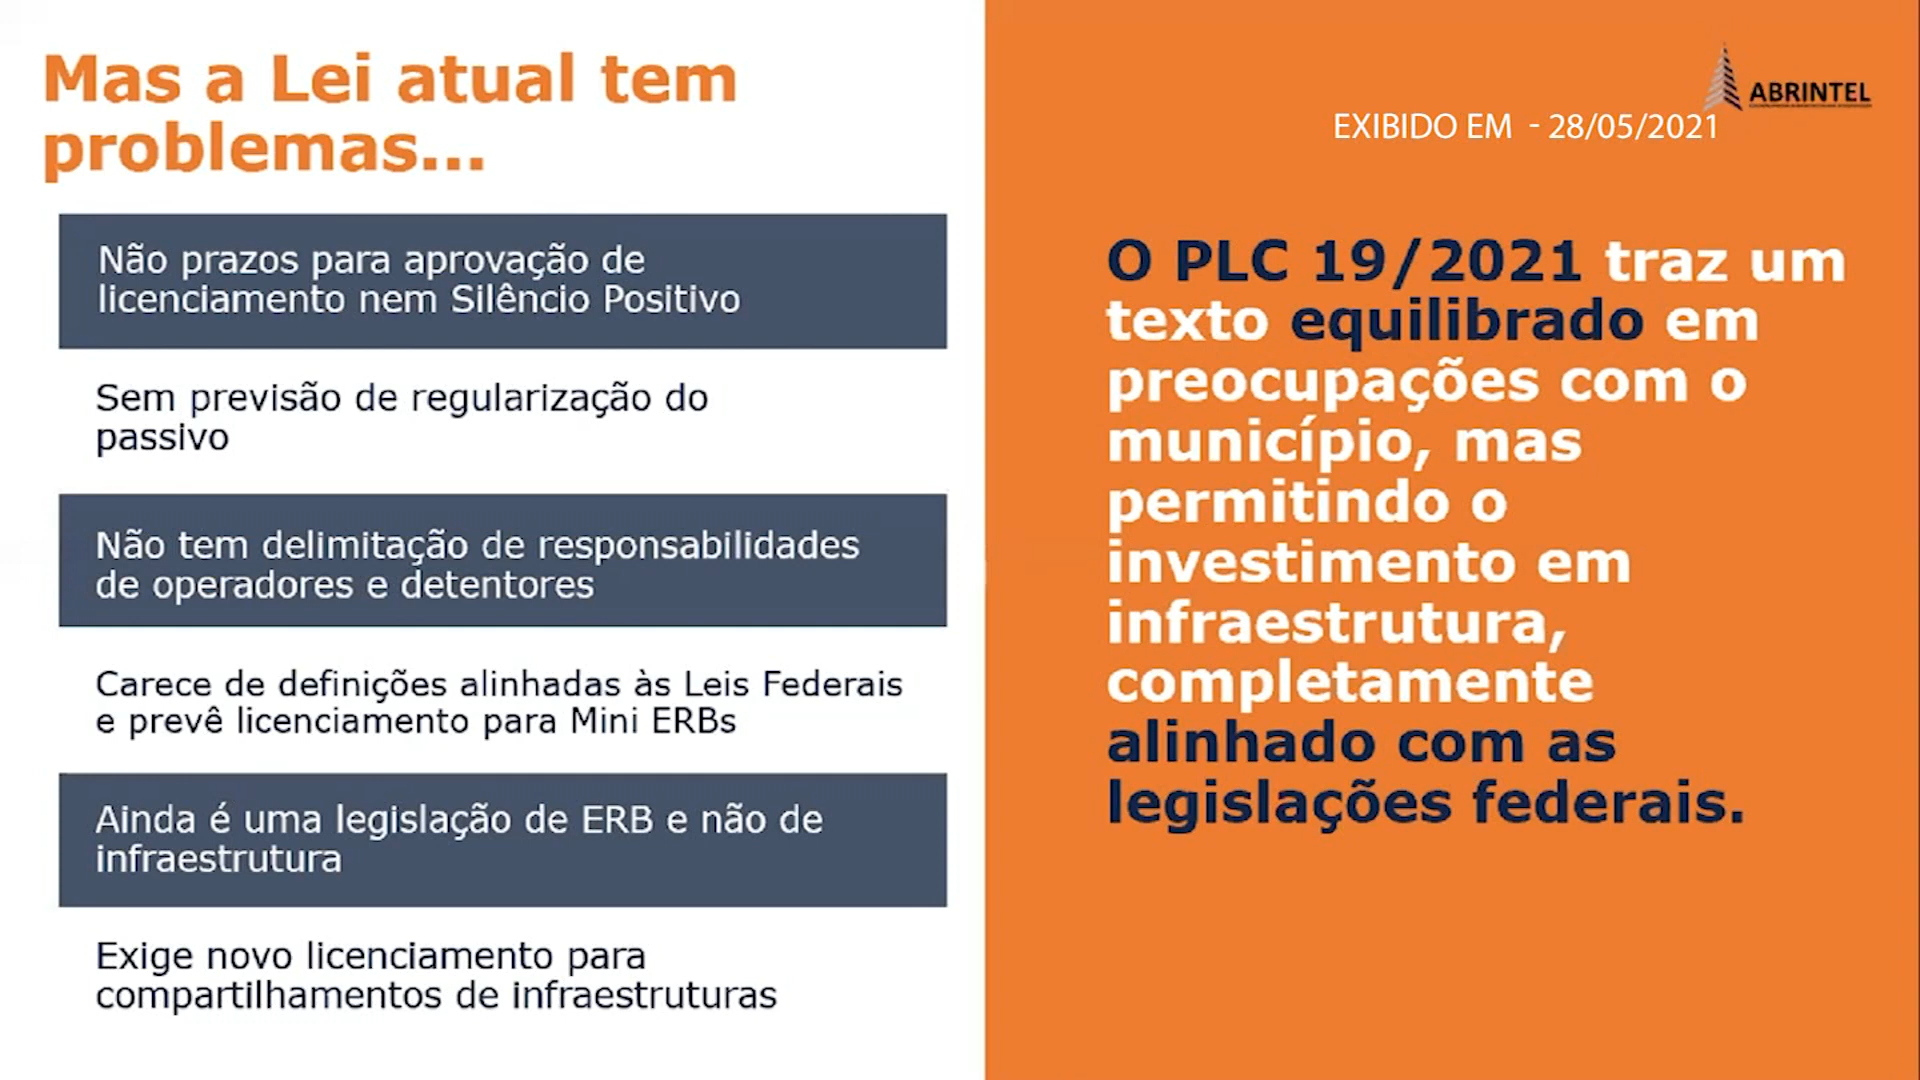 Mas a Lei atual tem
problemas...
Não prazos para aprovação de
licenciamento nem Silêncio Positivo
Sem previsão de regularização do
passivo
Não tem delimitação de responsabilidades
de operadores e detentores
Carece de definições alinhadas às Leis Federais
e prevê licenciamento para Mini ERBs
Ainda é uma legislação de ERB e não de
infraestrutura
Exige novo licenciamento para
compartilhamentos de infraestruturas
ABRINTEL
EXIBIDO EM - 28/05/2021
O PLC 19/2021 traz um
texto equilibrado em
preocupações com o
município, mas
permitindo o
investimento em
infraestrutura,
completamente
alinhado com as
legislações federais.